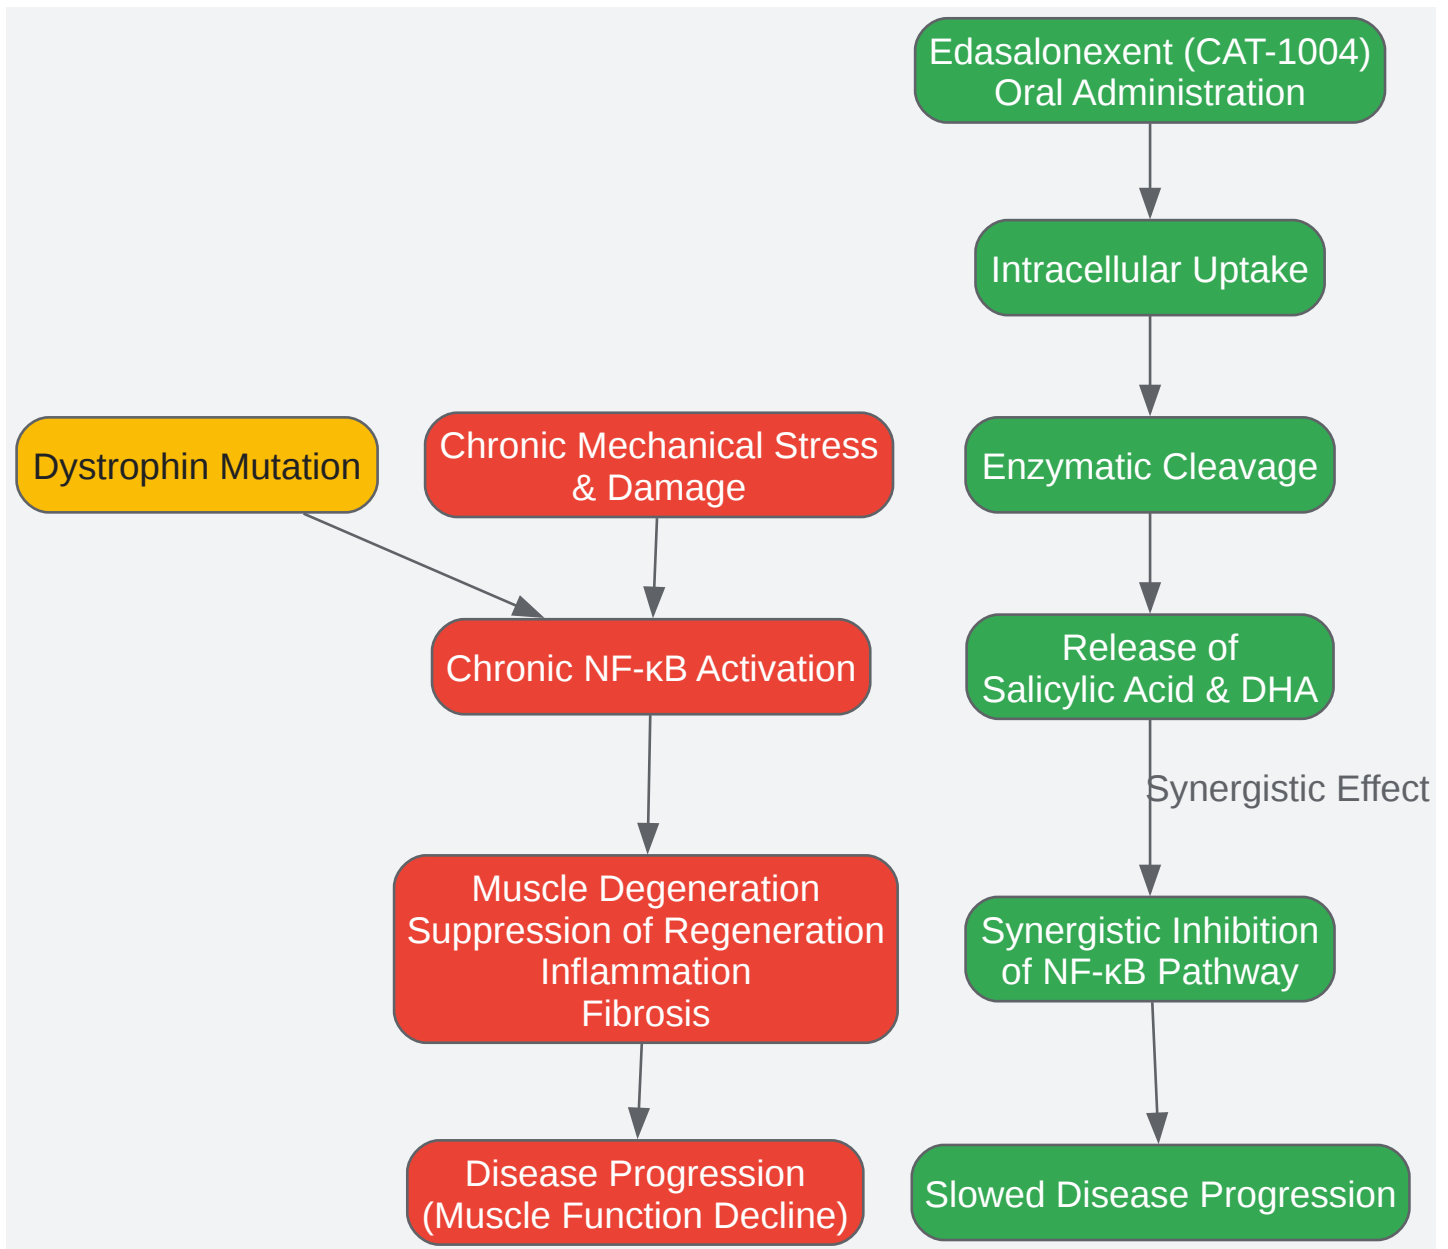 Edasalonexent (CAT-1004)
Oral Administration
Intracellular Uptake
Dystrophin Mutation
Chronic Mechanical Stress
& Damage
Enzymatic Cleavage
Chronic NF-κB Activation
Release of
Salicylic Acid & DHA
Synergistic Effect
Muscle Degeneration
Suppression of Regeneration
Inflammation
Fibrosis
Synergistic Inhibition
of NF-κB Pathway
Disease Progression
(Muscle Function Decline)
Slowed Disease Progression